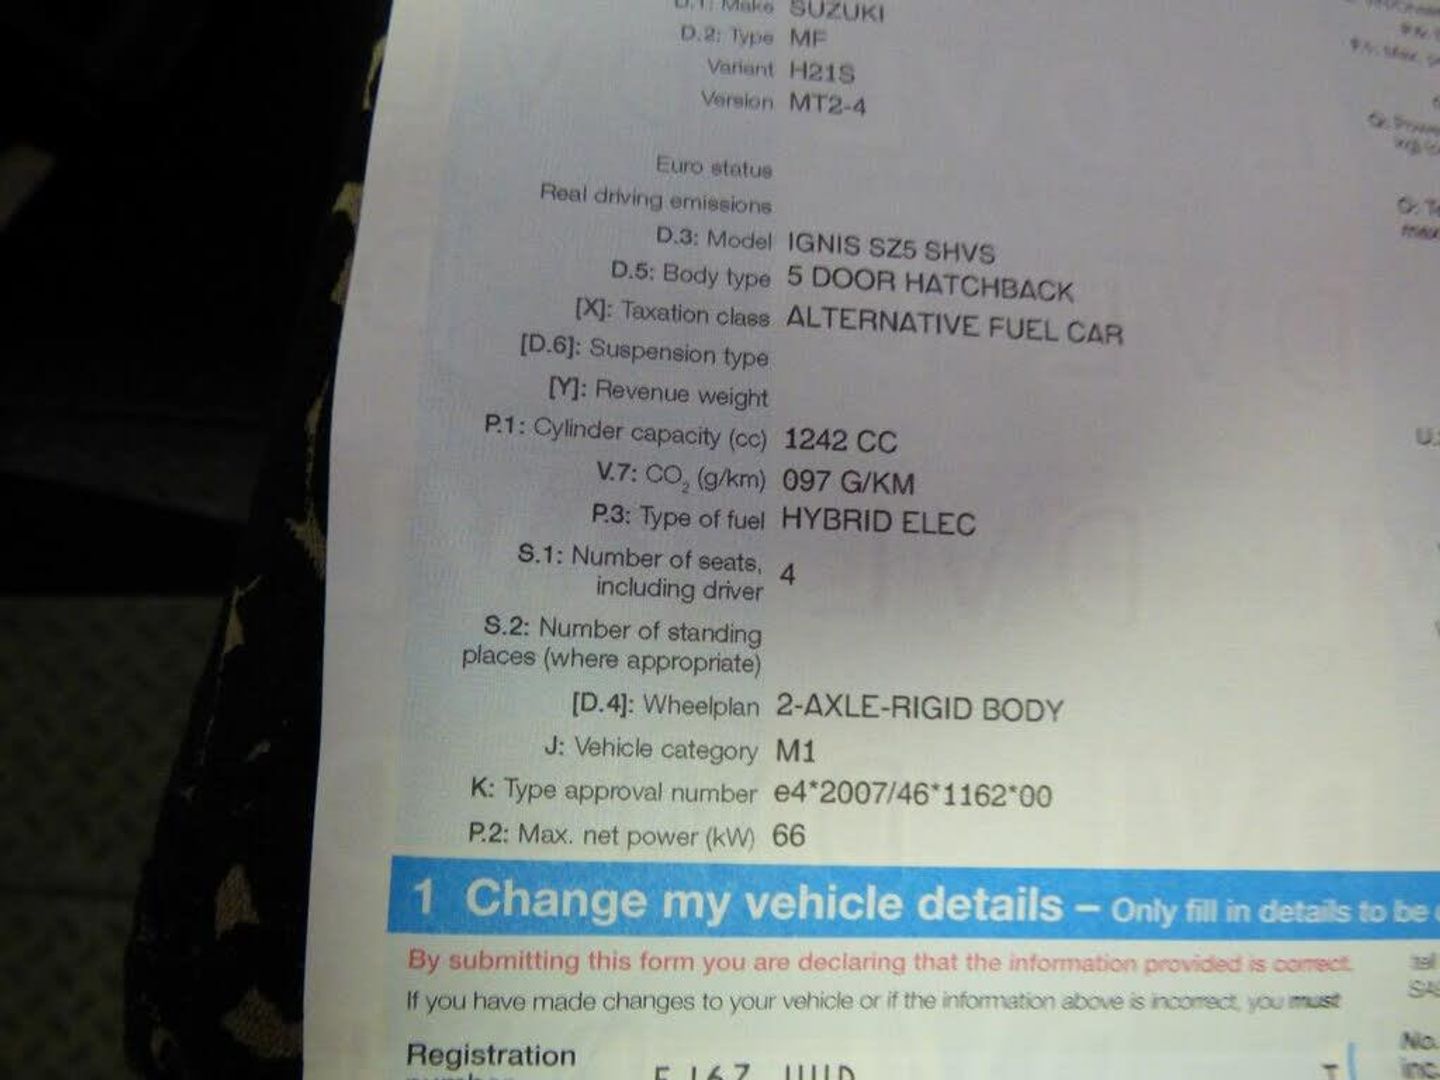 D.1: Make SUZUKI
D.2: Type MF
Variant H21S
Version MT2-4
Euro status
Real driving emissions
D.3: Model IGNIS SZ5 SHVS
D.5: Body type 5 DOOR HATCHBACK
[X]: Taxation class ALTERNATIVE FUEL CAR
[D.6]: Suspension type
[Y]: Revenue weight
P.1: Cylinder capacity (cc) 1242 CC
V.7: CO₂ (g/km) 097 G/KM
P.3: Type of fuel HYBRID ELEC
S.1: Number of seats,
including driver 4
S.2: Number of standing
places (where appropriate)
[D.4]: Wheelplan 2-AXLE-RIGID BODY
J: Vehicle category M1
K: Type approval number e4*2007/46*1162*00
P.2: Max. net power (kW) 66
1 Change my vehicle details – Only fill in details to be
By submitting this form you are declaring that the information provided is correct.
If you have made changes to your vehicle or if the information above is incorrect, you must
Registration
No.
inc.